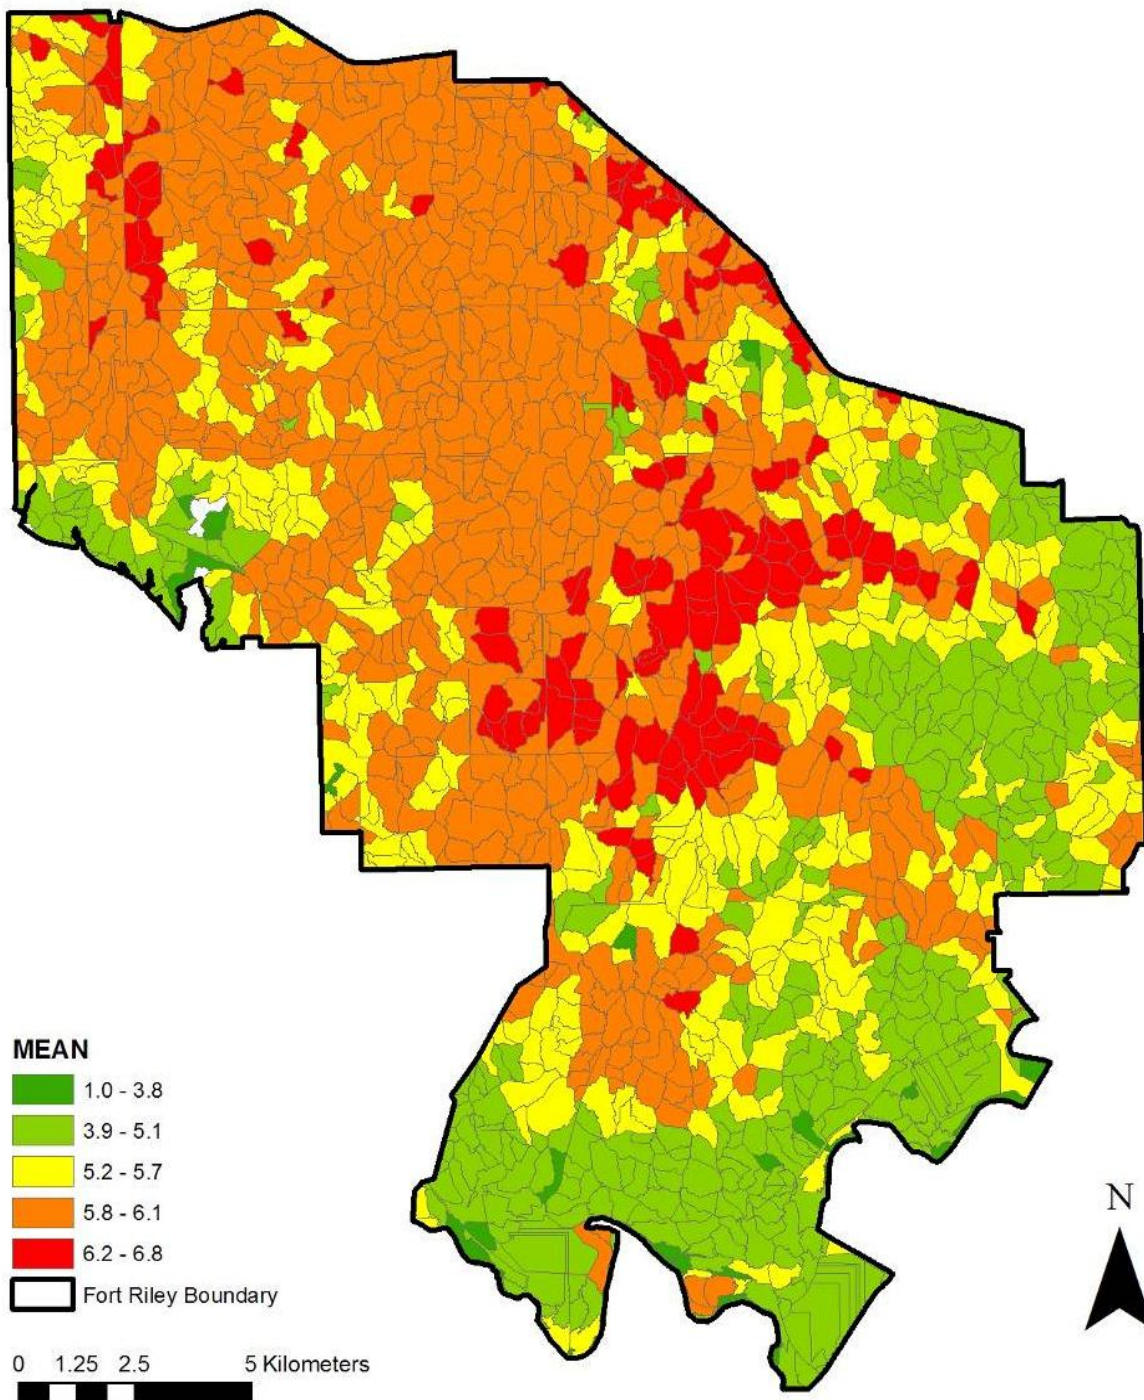 MEAN
1.0 - 3.8
3.9 - 5.1
5.2 - 5.7
5.8 - 6.1
6.2 - 6.8
Fort Riley Boundary
0 1.25 2.5 5 Kilometers
N